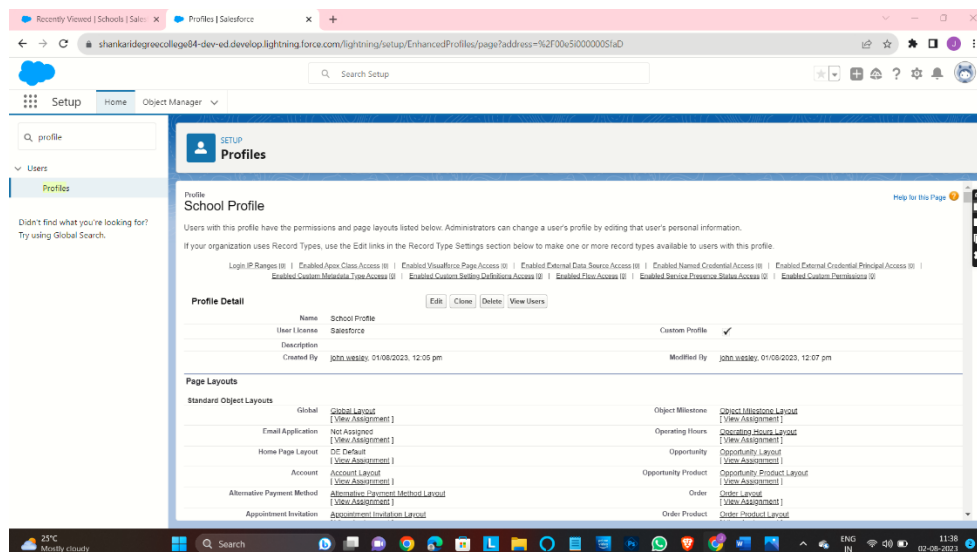 Recently Viewed | Schools | Sales
Profiles | Salesforce
shankaridegreecollege84-dev-ed.develop.lightning.force.com/lightning/setup/EnhancedProfiles/page?address=%2F00e5i000000SfaD
J
Search Setup
Setup
Home
Object Manager
profile
Users
Profiles
Didn't find what you're looking for?
Try using Global Search.
SETUP
Profiles
Profile
School Profile
Help for this Page
Users with this profile have the permissions and page layouts listed below. Administrators can change a user's profile by editing that user's personal information.
If your organization uses Record Types, use the Edit links in the Record Type Settings section below to make one or more record types available to users with this profile.
Login IP Ranges [0] | Enabled Apex Class Access [0] | Enabled Visualforce Page Access [0] | Enabled External Data Source Access [0] | Enabled Named Credential Access [0] | Enabled External Credential Principal Access [0] |
Enabled Custom Metadata Type Access [0] | Enabled Custom Setting Definitions Access [0] | Enabled Flow Access [0] | Enabled Service Presence Status Access [0] | Enabled Custom Permissions [0]
Profile Detail
Edit Clone Delete View Users
Name School Profile
User License Salesforce Custom Profile
Description
Created By john wesley, 01/08/2023, 12:05 pm Modified By john wesley, 01/08/2023, 12:07 pm
Page Layouts
Standard Object Layouts
Global Global Layout Object Milestone Object Milestone Layout
[ View Assignment ] [ View Assignment ]
Email Application Not Assigned Operating Hours Operating Hours Layout
[ View Assignment ] [ View Assignment ]
Home Page Layout DE Default Opportunity Opportunity Layout
[ View Assignment ] [ View Assignment ]
Account Account Layout Opportunity Product Opportunity Product Layout
[ View Assignment ] [ View Assignment ]
Alternative Payment Method Alternative Payment Method Layout Order Order Layout
[ View Assignment ] [ View Assignment ]
Appointment Invitation Appointment Invitation Layout Order Product Order Product Layout
25°C
Mostly cloudy
Search
ENG
IN
11:38
02-08-2023